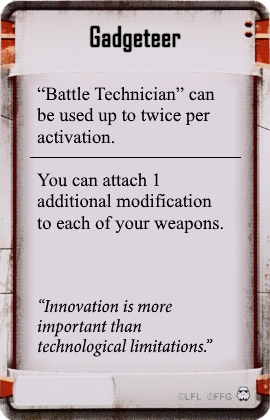 Gadgeteer
“Battle Technician” can
be used up to twice per
activation.
You can attach 1
additional modification
to each of your weapons.
“Innovation is more
important than
technological limitations.”
©LFL ©FFG